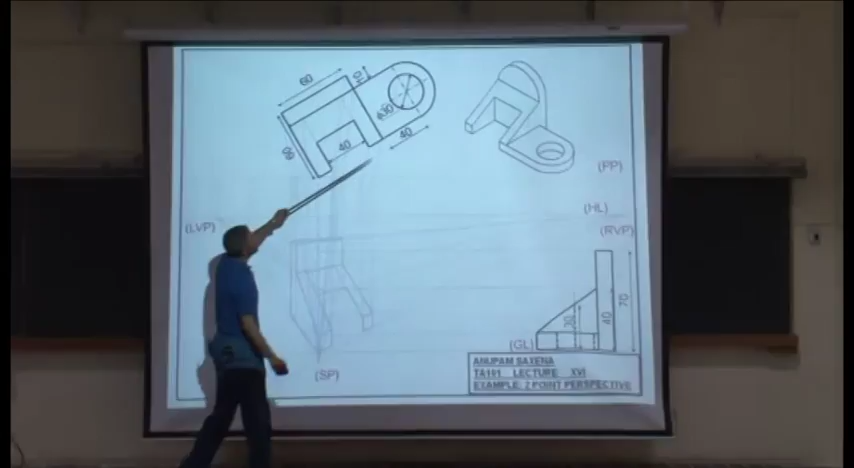 60
10
ø30
60
40
40
(PP)
(HL)
(LVP)
(RVP)
70
30
40
(GL)
(SP)
ANUPAM SAXENA
TA101 LECTURE XVI
EXAMPLE: 2 POINT PERSPECTIVE